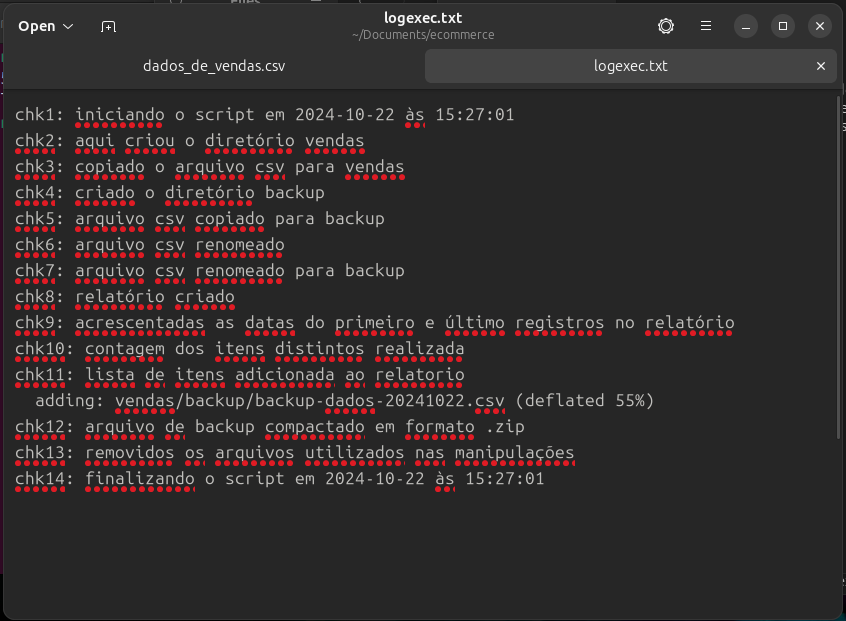 Open
logexec.txt
~/Documents/ecommerce
dados_de_vendas.csv
logexec.txt
chk1: iniciando o script em 2024-10-22 às 15:27:01
chk2: aqui criou o diretório vendas
chk3: copiado o arquivo csv para vendas
chk4: criado o diretório backup
chk5: arquivo csv copiado para backup
chk6: arquivo csv renomeado
chk7: arquivo csv renomeado para backup
chk8: relatório criado
chk9: acrescentadas as datas do primeiro e último registros no relatório
chk10: contagem dos itens distintos realizada
chk11: lista de itens adicionada ao relatorio
adding: vendas/backup/backup-dados-20241022.csv (deflated 55%)
chk12: arquivo de backup compactado em formato .zip
chk13: removidos os arquivos utilizados nas manipulações
chk14: finalizando o script em 2024-10-22 às 15:27:01